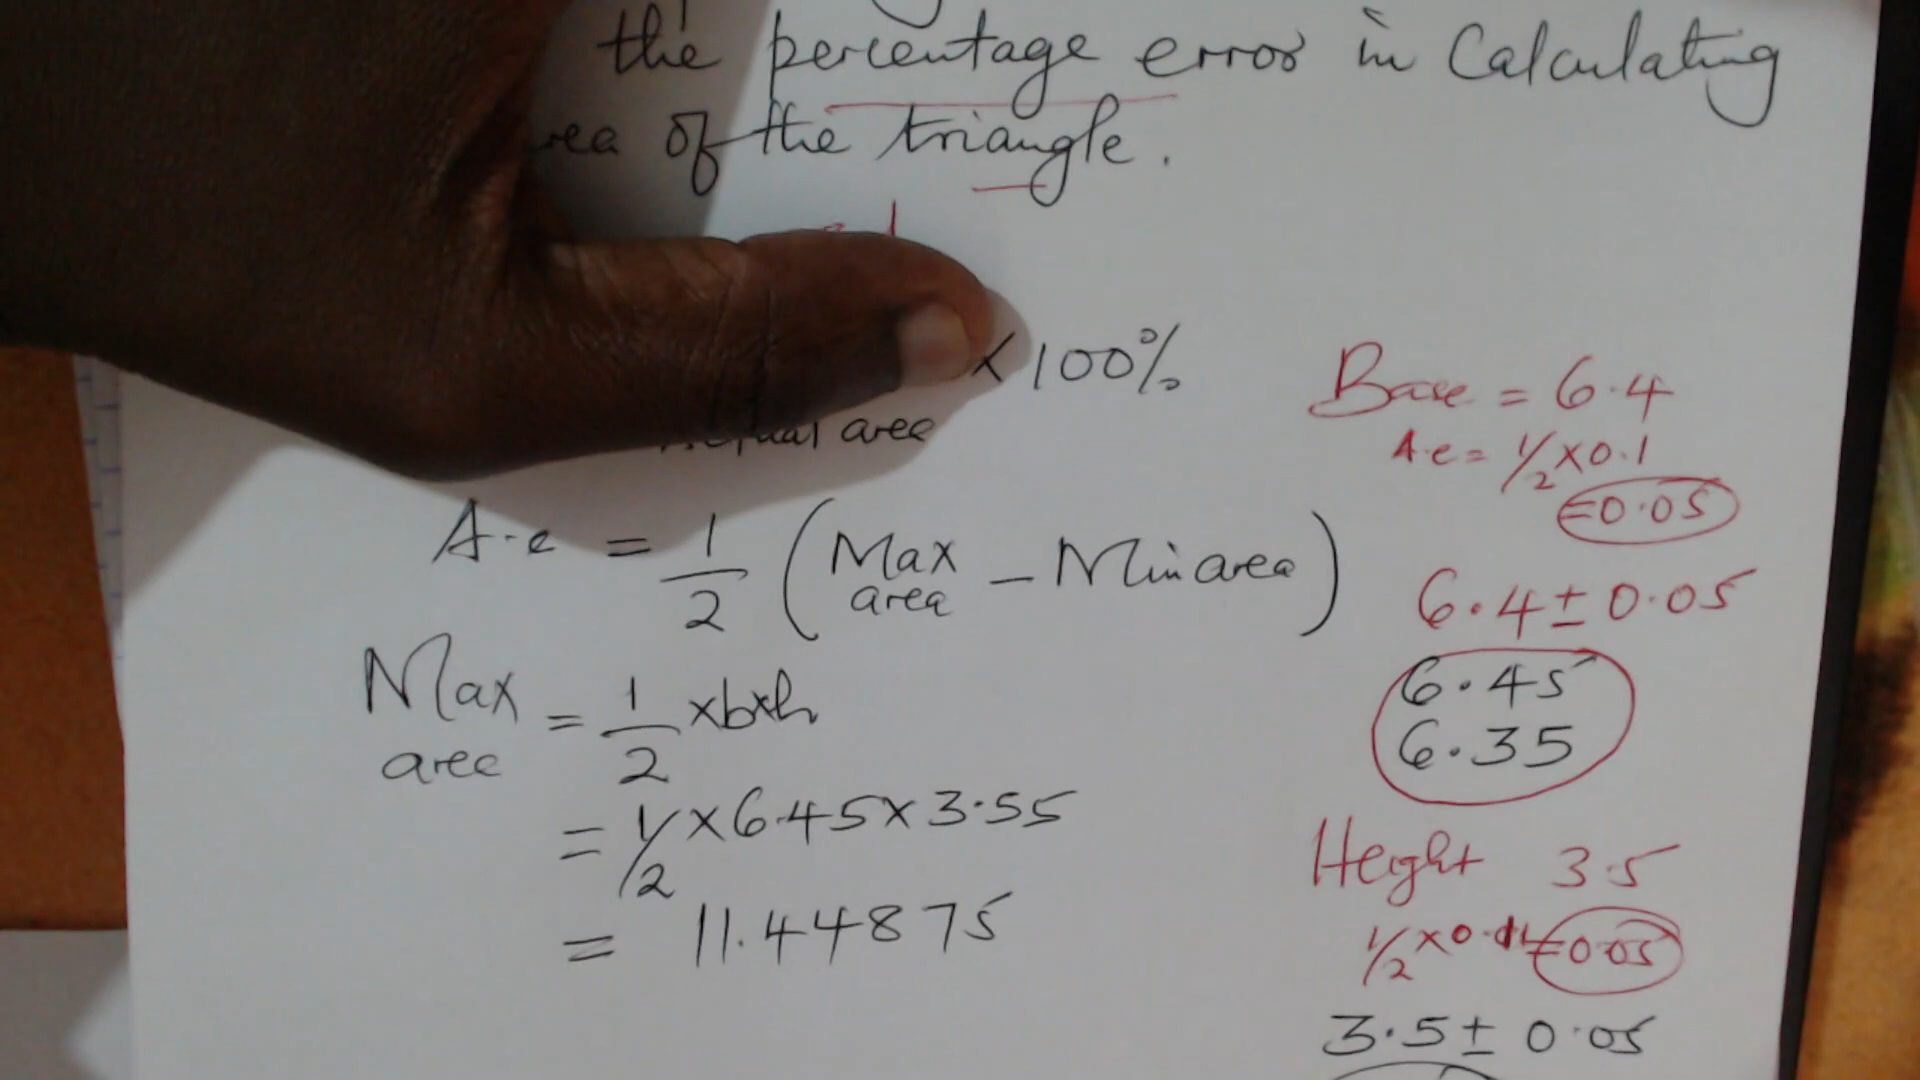 the percentage error in Calculating
of the triangle.
× 100%
area
A.e = 1/2 (Max area - Min area)
Max area = 1/2 ×b×h
= 1/2 × 6.45 × 3.55
= 11.44875
Base = 6.4
A.e = 1/2 × 0.1
= 0.05
6.4 ± 0.05
6.45
6.35
Height 3.5
1/2 × 0.1 = 0.05
3.5 ± 0.05